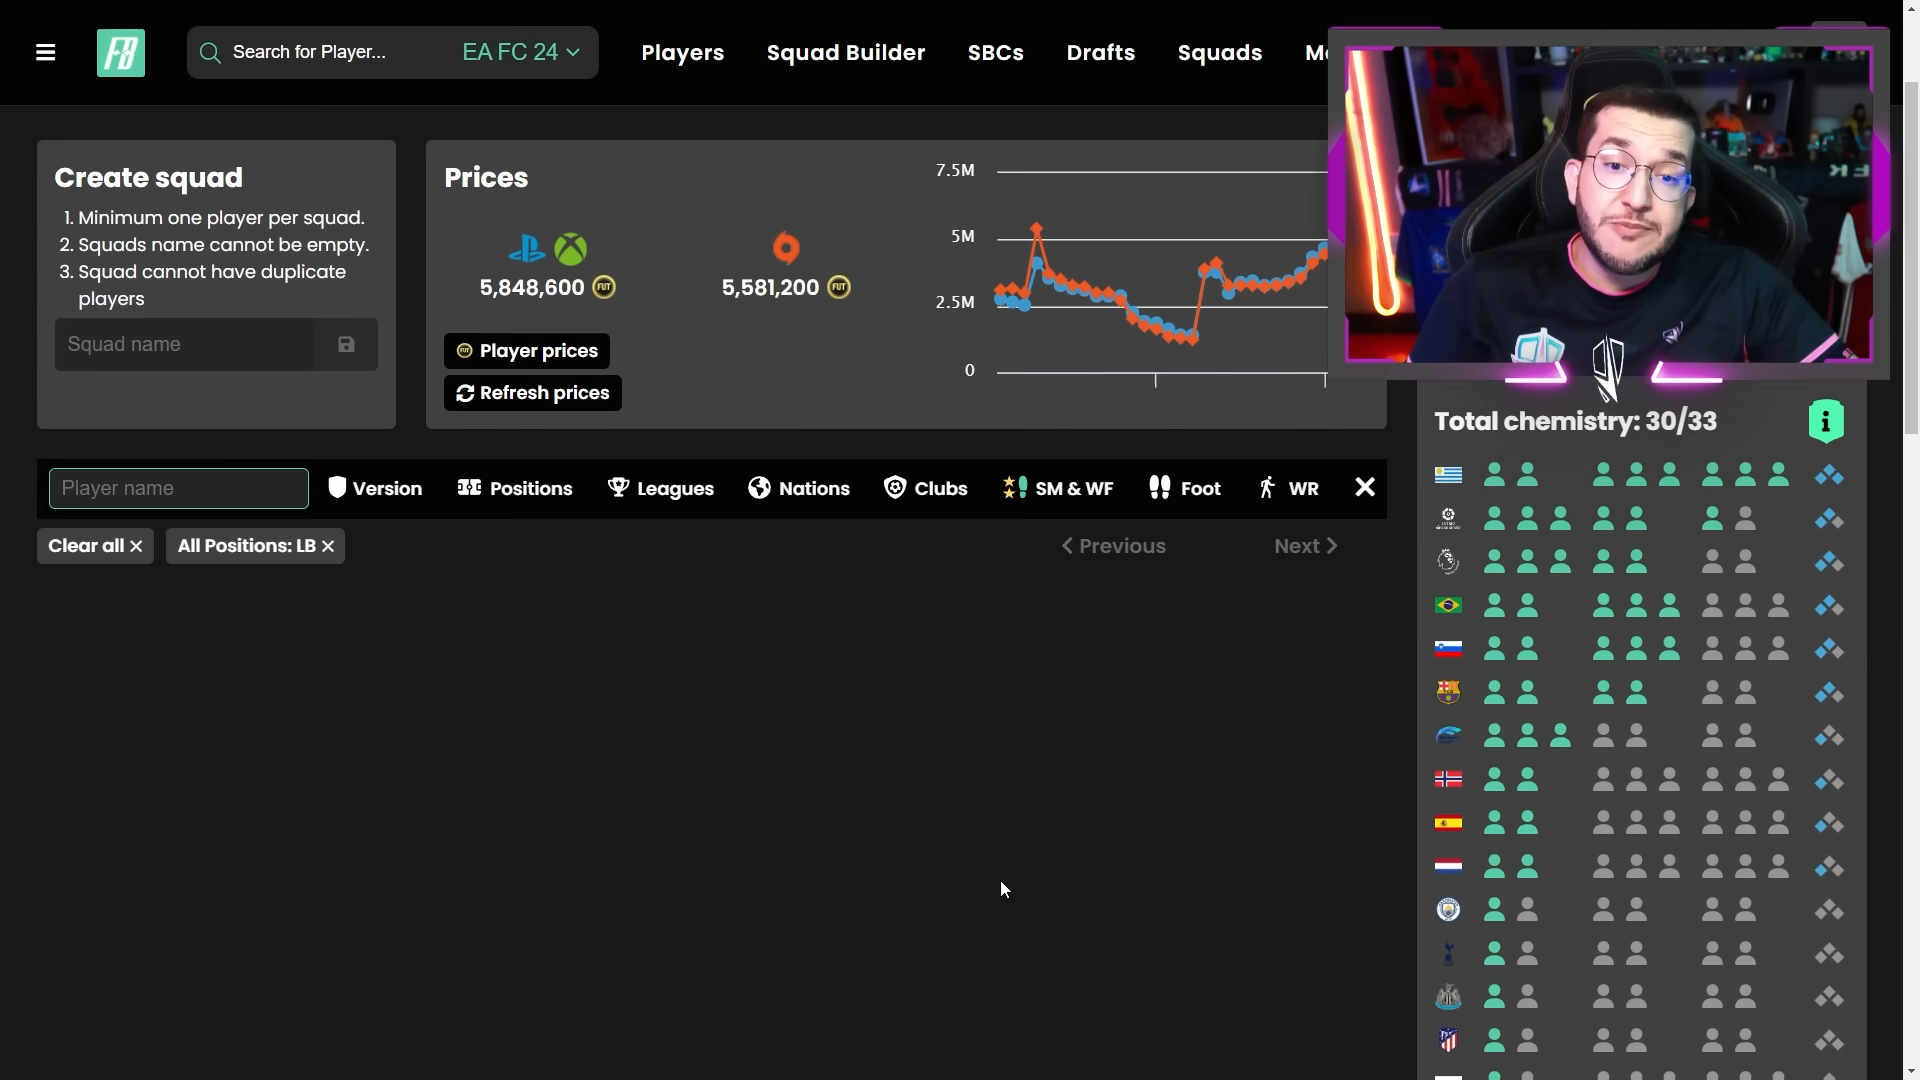 FB
Search for Player...
EA FC 24
Players
Squad Builder
SBCs
Drafts
Squads
Create squad
1. Minimum one player per squad.
2. Squads name cannot be empty.
3. Squad cannot have duplicate
players
Squad name
Prices
5,848,600
FUT
5,581,200
FUT
Player prices
Refresh prices
7.5M
5M
2.5M
0
Total chemistry: 30/33
i
Player name
Version
Positions
Leagues
Nations
Clubs
SM & WF
Foot
WR
Clear all
All Positions: LB
Previous
Next